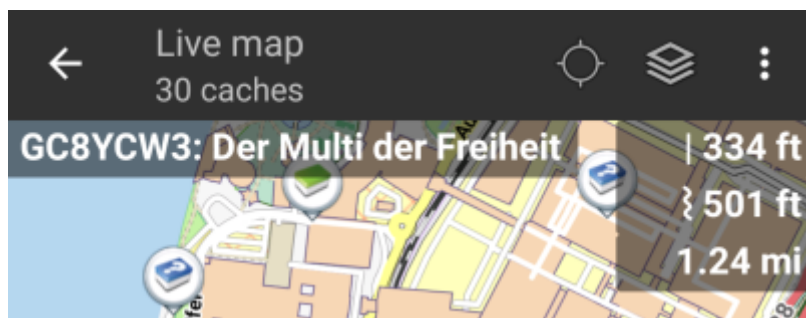 Live map
30 caches
GC8YCW3: Der Multi der Freiheit
334 ft
501 ft
1.24 mi